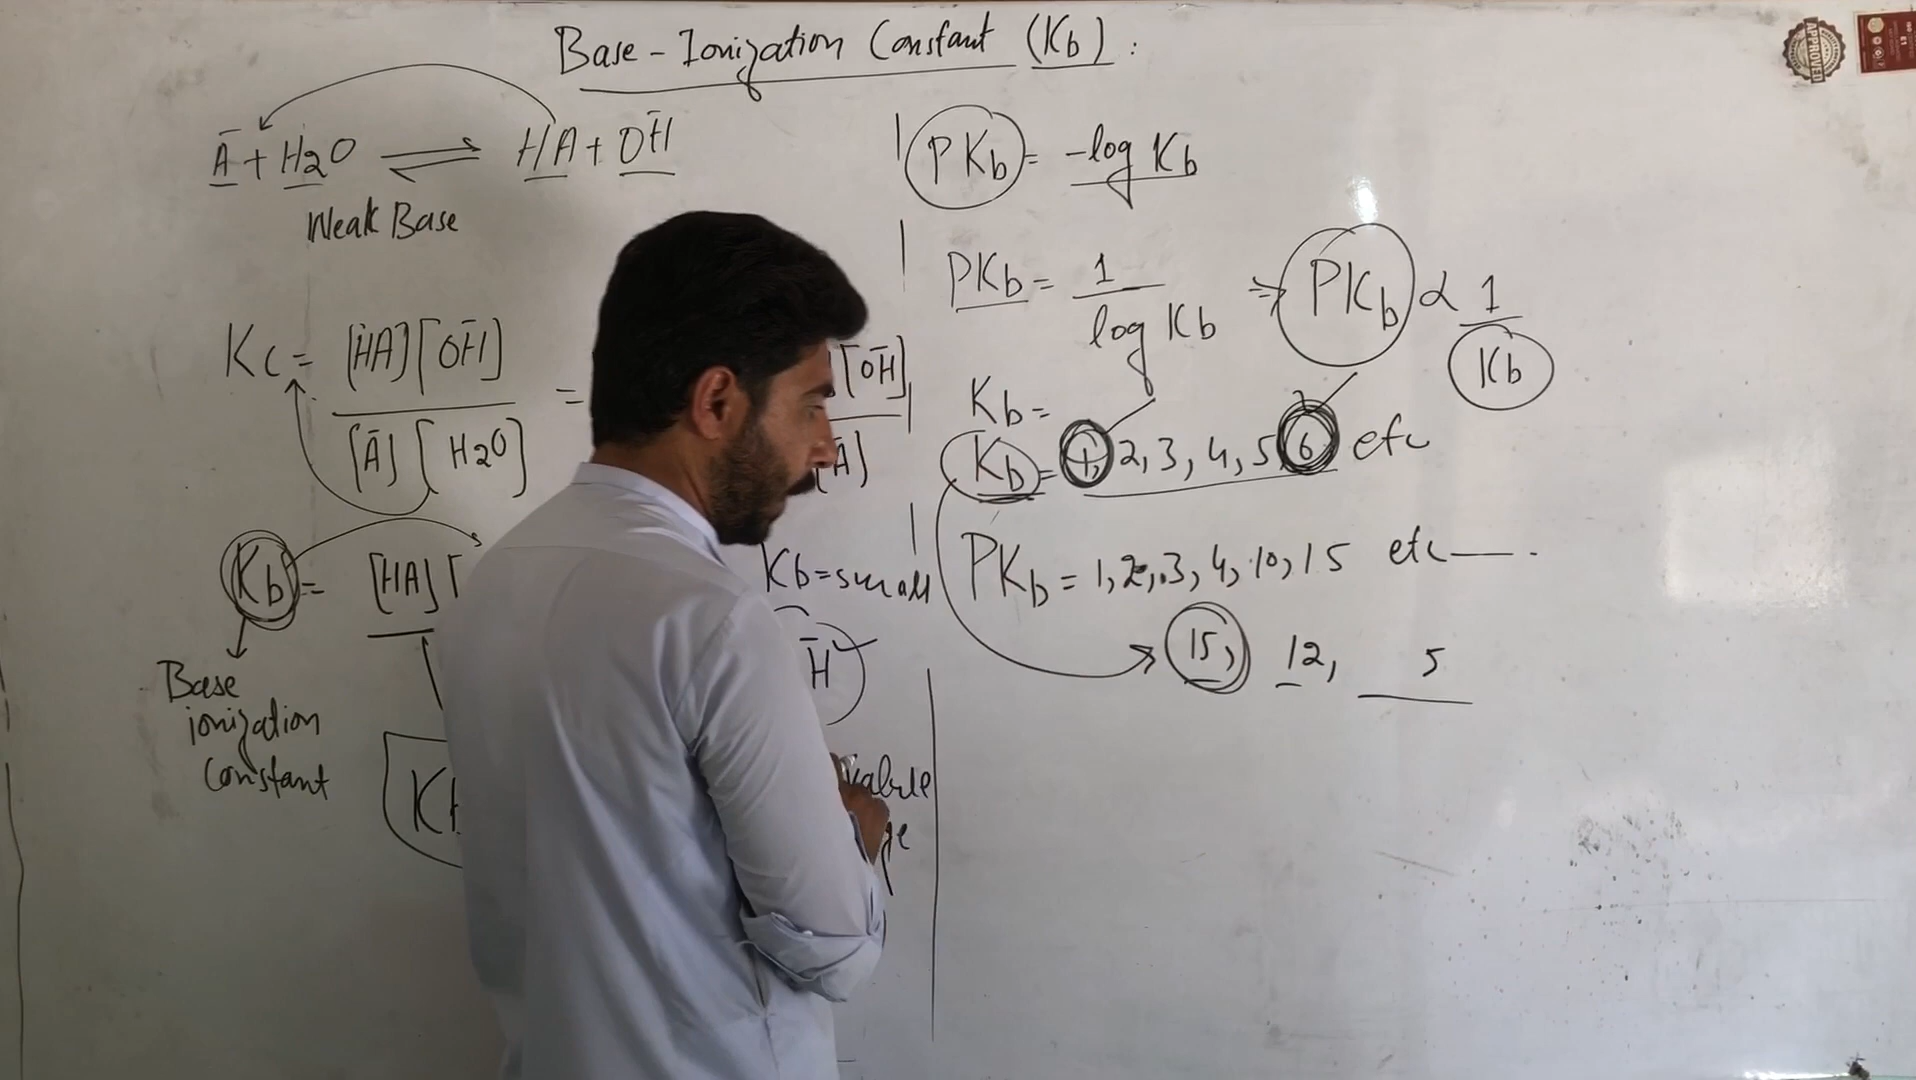 Base-Ionization Constant (Kb):
Ā + H2O ⇌ HA + OH̄
Weak Base
Kc = [HA][OH̄] / [Ā][H2O] =
[OH̄]
[Ā]
Kb = [HA][
Base
ionization
Constant
Kb = small
H̄
value
PKb = -log Kb
PKb = 1 / log Kb ⇒ PKb ∝ 1 / Kb
Kb =
Kb = 1, 2, 3, 4, 5, 6 etc
PKb = 1, 2, 3, 4, 10, 15 etc
15, 12, 5
APPROVED